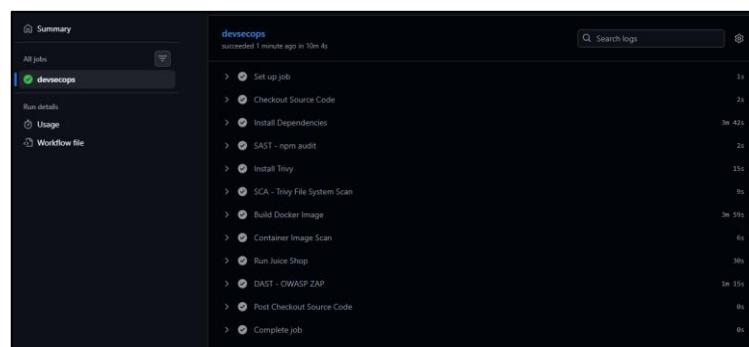 Summary
All jobs
devsecops
Run details
Usage
Workflow file
devsecops
succeeded 1 minute ago in 10m 4s
Search logs
Set up job 1s
Checkout Source Code 2s
Install Dependencies 3m 42s
SAST - npm audit 2s
Install Trivy 15s
SCA - Trivy File System Scan 9s
Build Docker Image 3m 59s
Container Image Scan 6s
Run Juice Shop 30s
DAST - OWASP ZAP 1m 15s
Post Checkout Source Code 0s
Complete job 0s